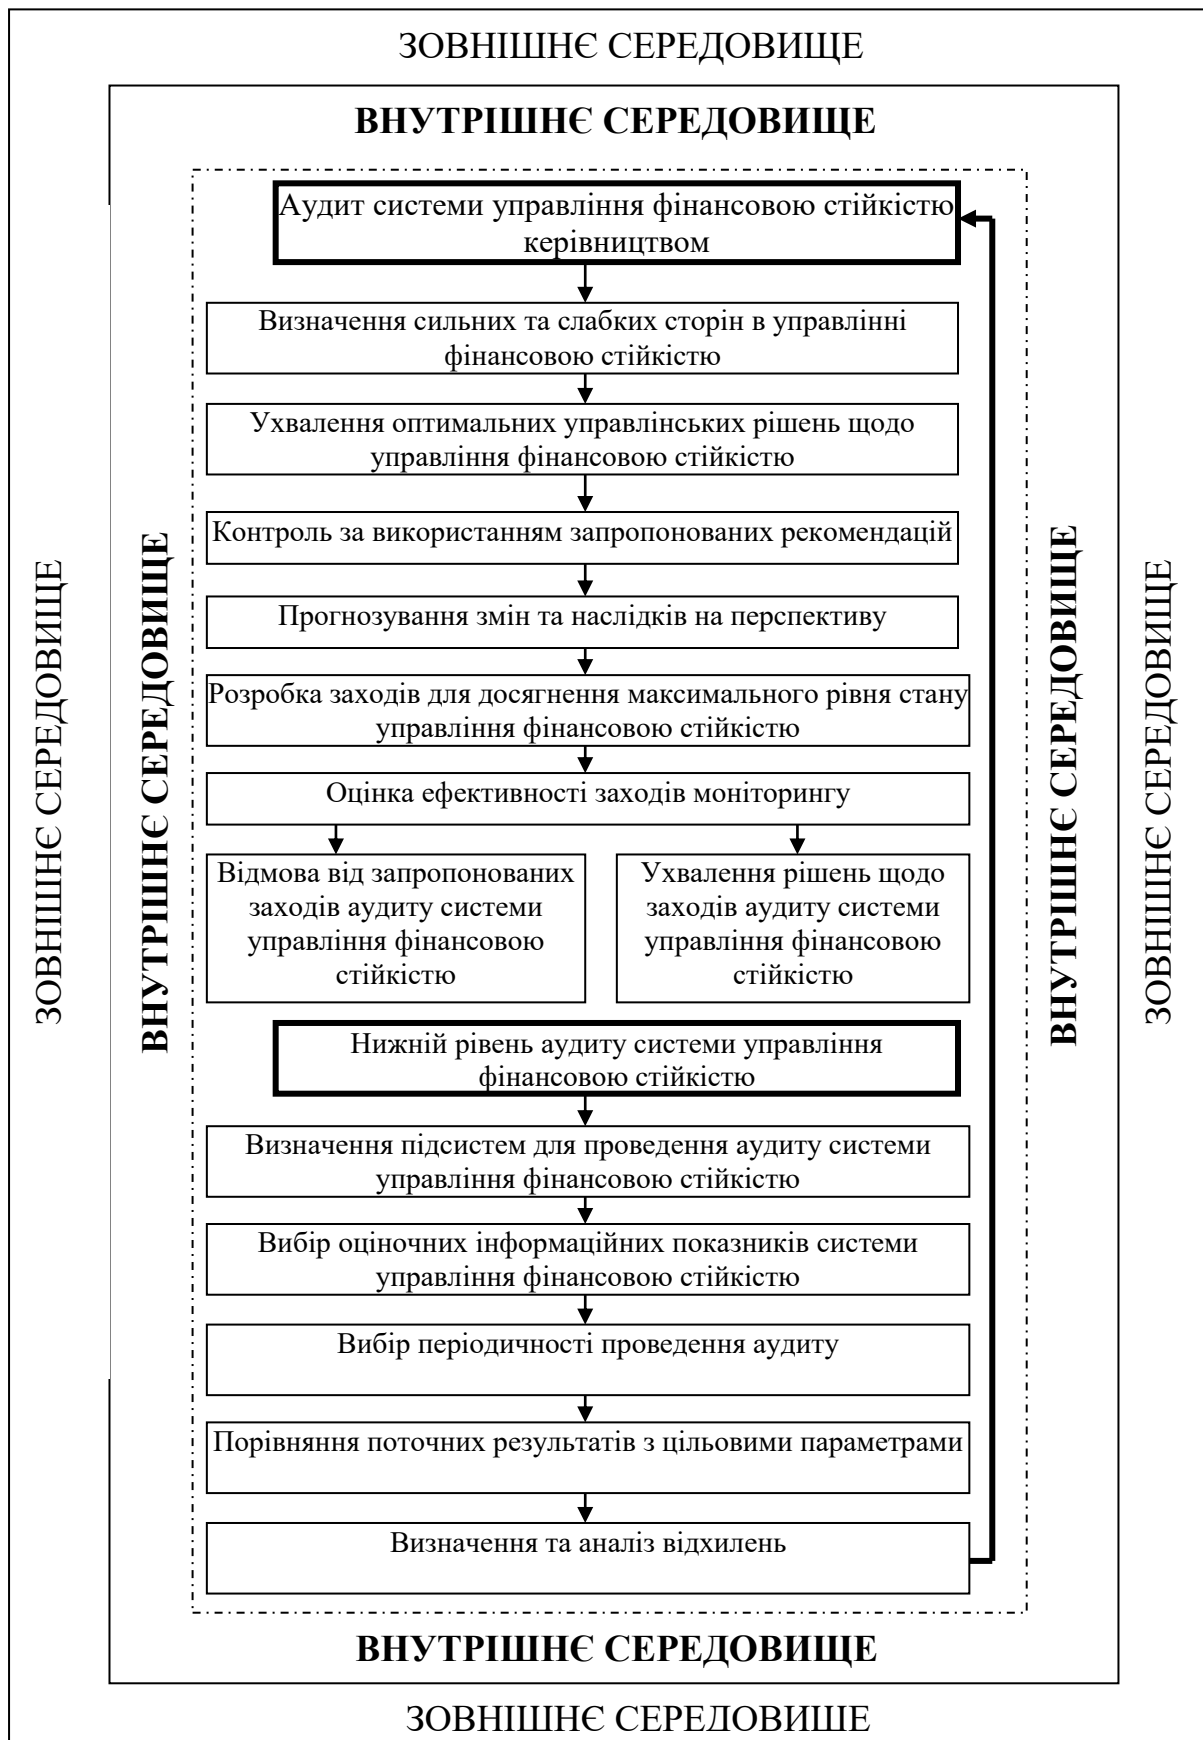 ЗОВНІШНЄ СЕРЕДОВИЩЕ
ВНУТРІШНЄ СЕРЕДОВИЩЕ
Аудит системи управління фінансовою стійкістю
керівництвом
Визначення сильних та слабких сторін в управлінні
фінансовою стійкістю
Ухвалення оптимальних управлінських рішень щодо
управління фінансовою стійкістю
Контроль за використанням запропонованих рекомендацій
Прогнозування змін та наслідків на перспективу
Розробка заходів для досягнення максимального рівня стану
управління фінансовою стійкістю
Оцінка ефективності заходів моніторингу
Відмова від запропонованих
заходів аудиту системи
управління фінансовою
стійкістю
Ухвалення рішень щодо
заходів аудиту системи
управління фінансовою
стійкістю
Нижній рівень аудиту системи управління
фінансовою стійкістю
Визначення підсистем для проведення аудиту системи
управління фінансовою стійкістю
Вибір оціночних інформаційних показників системи
управління фінансовою стійкістю
Вибір періодичності проведення аудиту
Порівняння поточних результатів з цільовими параметрами
Визначення та аналіз відхилень
ЗОВНІШНЄ СЕРЕДОВИЩЕ
ВНУТРІШНЄ СЕРЕДОВИЩЕ
ВНУТРІШНЄ СЕРЕДОВИЩЕ
ЗОВНІШНЄ СЕРЕДОВИЩЕ
ВНУТРІШНЄ СЕРЕДОВИЩЕ
ЗОВНІШНЄ СЕРЕДОВИЩЕ